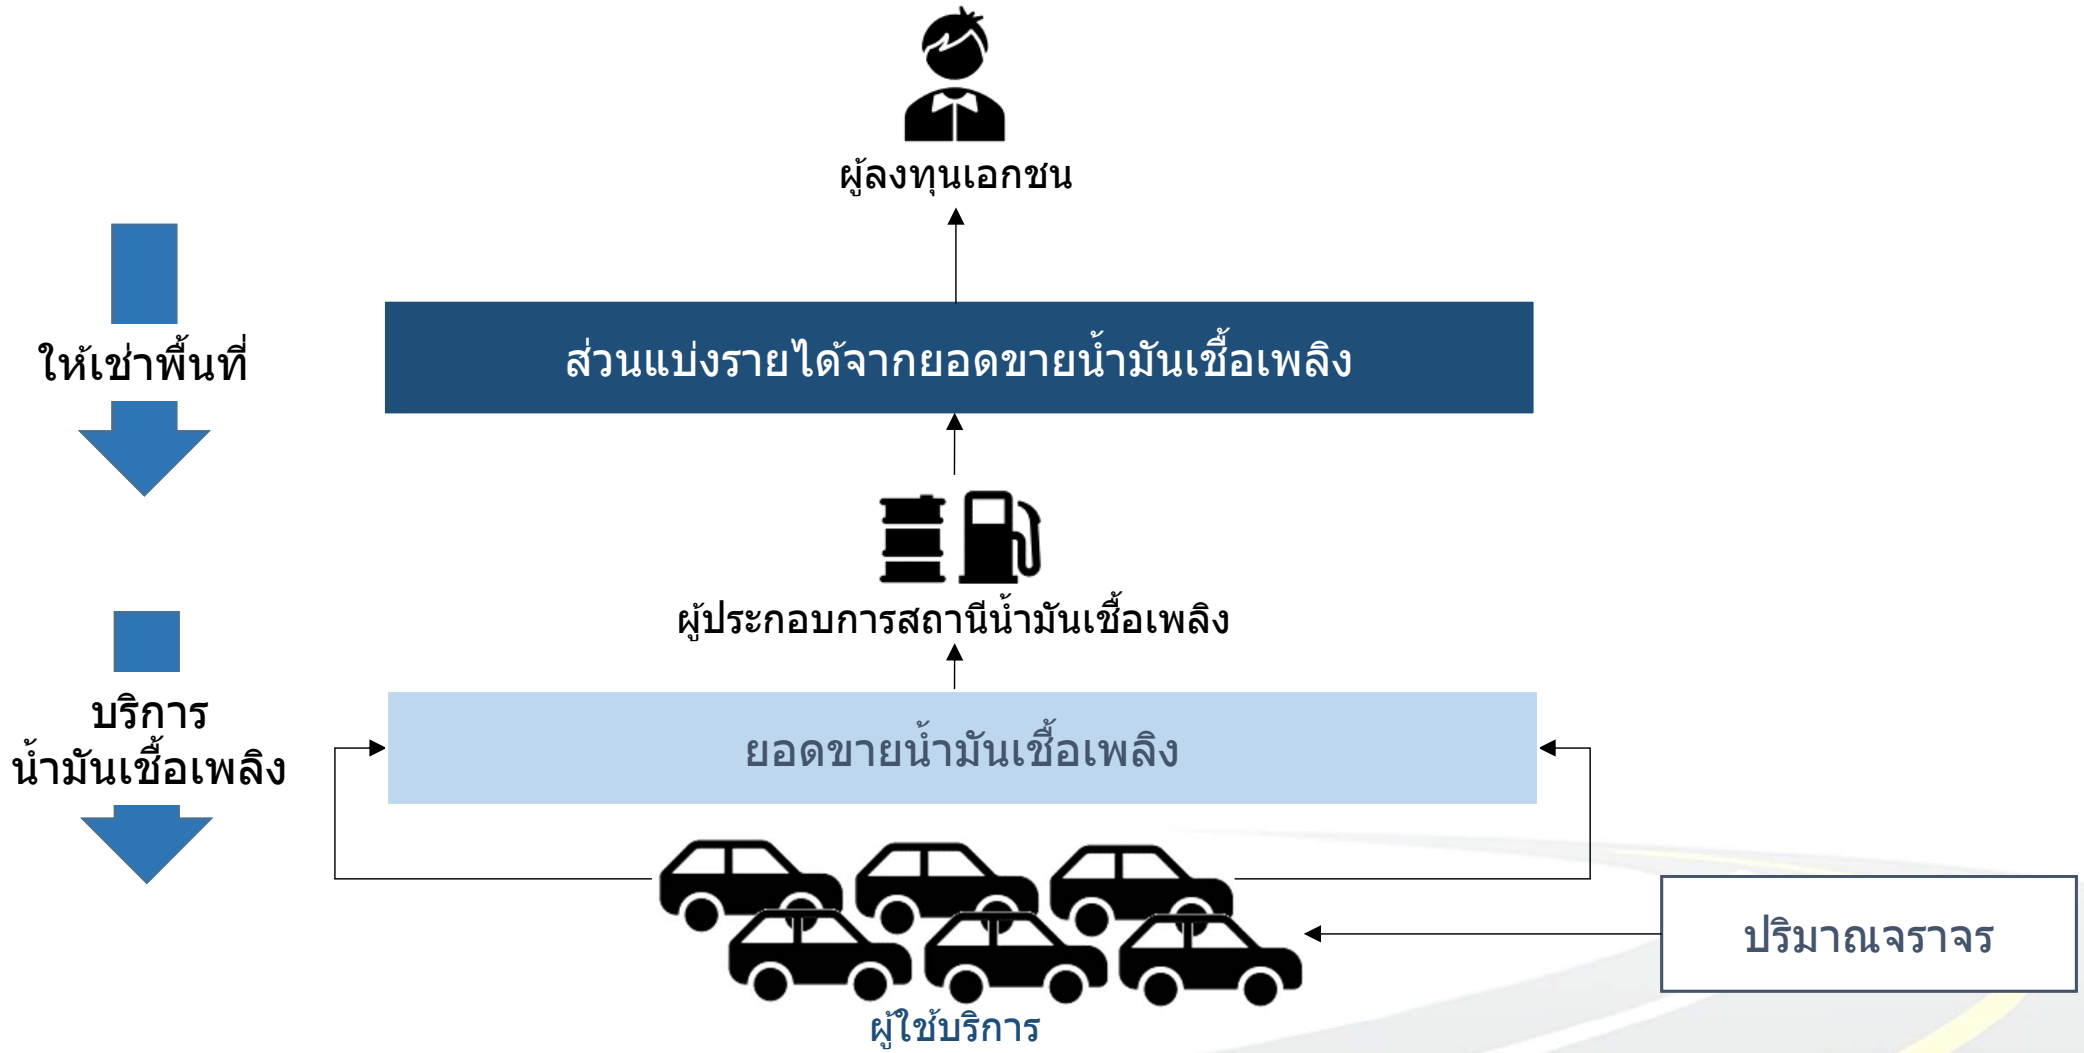 ผู้ลงทุนเอกชน
ให้เช่าพื้นที่
ส่วนแบ่งรายได้จากยอดขายน้ำมันเชื้อเพลิง
ผู้ประกอบการสถานีน้ำมันเชื้อเพลิง
บริการ
น้ำมันเชื้อเพลิง
ยอดขายน้ำมันเชื้อเพลิง
ปริมาณจราจร
ผู้ใช้บริการ